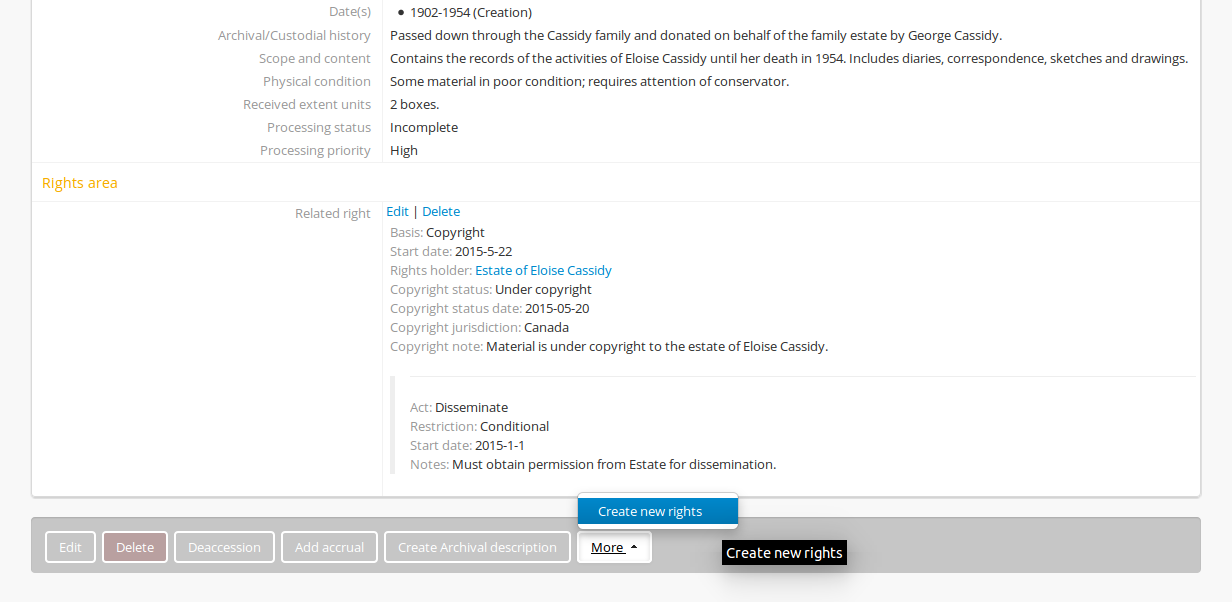 Date(s) • 1902-1954 (Creation)
Archival/Custodial history Passed down through the Cassidy family and donated on behalf of the family estate by George Cassidy.
Scope and content Contains the records of the activities of Eloise Cassidy until her death in 1954. Includes diaries, correspondence, sketches and drawings.
Physical condition Some material in poor condition; requires attention of conservator.
Received extent units 2 boxes.
Processing status Incomplete
Processing priority High
Rights area
Related right Edit | Delete
Basis: Copyright
Start date: 2015-5-22
Rights holder: Estate of Eloise Cassidy
Copyright status: Under copyright
Copyright status date: 2015-05-20
Copyright jurisdiction: Canada
Copyright note: Material is under copyright to the estate of Eloise Cassidy.
Act: Disseminate
Restriction: Conditional
Start date: 2015-1-1
Notes: Must obtain permission from Estate for dissemination.
Create new rights
Edit Delete Deaccession Add accrual Create Archival description More
Create new rights